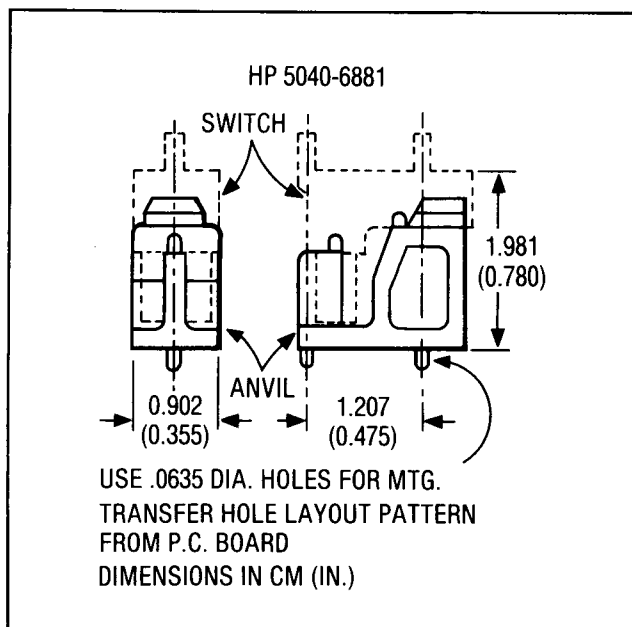 HP 5040-6881
SWITCH
1.981
(0.780)
ANVIL
0.902
(0.355)
1.207
(0.475)
USE .0635 DIA. HOLES FOR MTG.
TRANSFER HOLE LAYOUT PATTERN
FROM P.C. BOARD
DIMENSIONS IN CM (IN.)